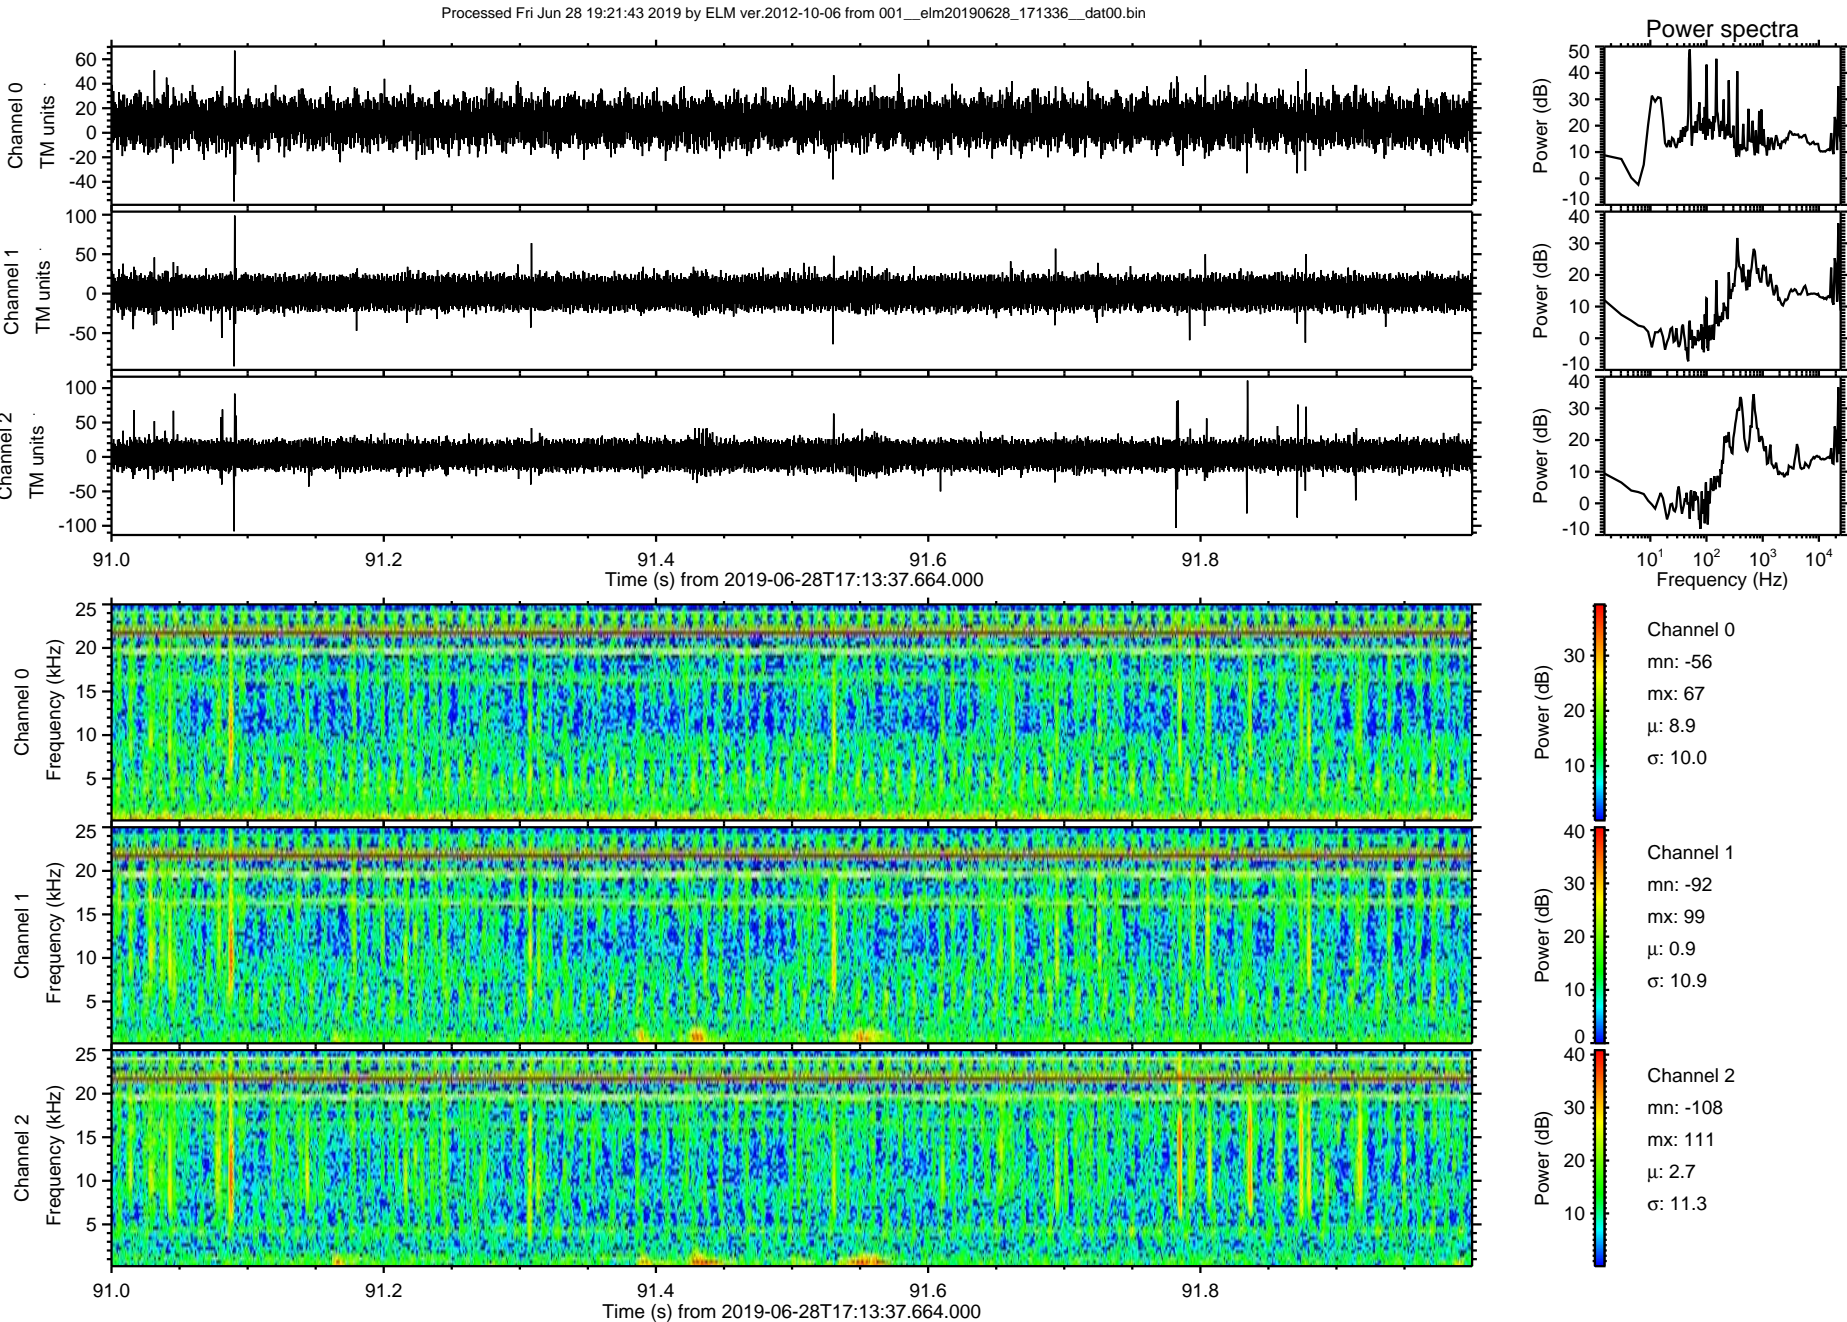 Processed Fri Jun 28 19:21:43 2019 by ELM ver.2012-10-06 from 001__elm20190628_171336__dat00.bin
Power spectra
Channel 0
TM units
60
40
20
0
-20
-40
Power (dB)
50
40
30
20
10
0
-10
Channel 1
TM units
100
50
0
-50
Power (dB)
40
30
20
10
0
-10
Channel 2
TM units
100
50
0
-50
-100
Power (dB)
40
30
20
10
0
-10
91.0 91.2 91.4 91.6 91.8
Time (s) from 2019-06-28T17:13:37.664.000
10^1 10^2 10^3 10^4
Frequency (Hz)
Channel 0
Frequency (kHz)
25
20
15
10
5
Power (dB)
30
20
10
Channel 0
mn: -56
mx: 67
μ: 8.9
σ: 10.0
Channel 1
Frequency (kHz)
25
20
15
10
5
Power (dB)
40
30
20
10
0
Channel 1
mn: -92
mx: 99
μ: 0.9
σ: 10.9
Channel 2
Frequency (kHz)
25
20
15
10
5
Power (dB)
40
30
20
10
Channel 2
mn: -108
mx: 111
μ: 2.7
σ: 11.3
91.0 91.2 91.4 91.6 91.8
Time (s) from 2019-06-28T17:13:37.664.000